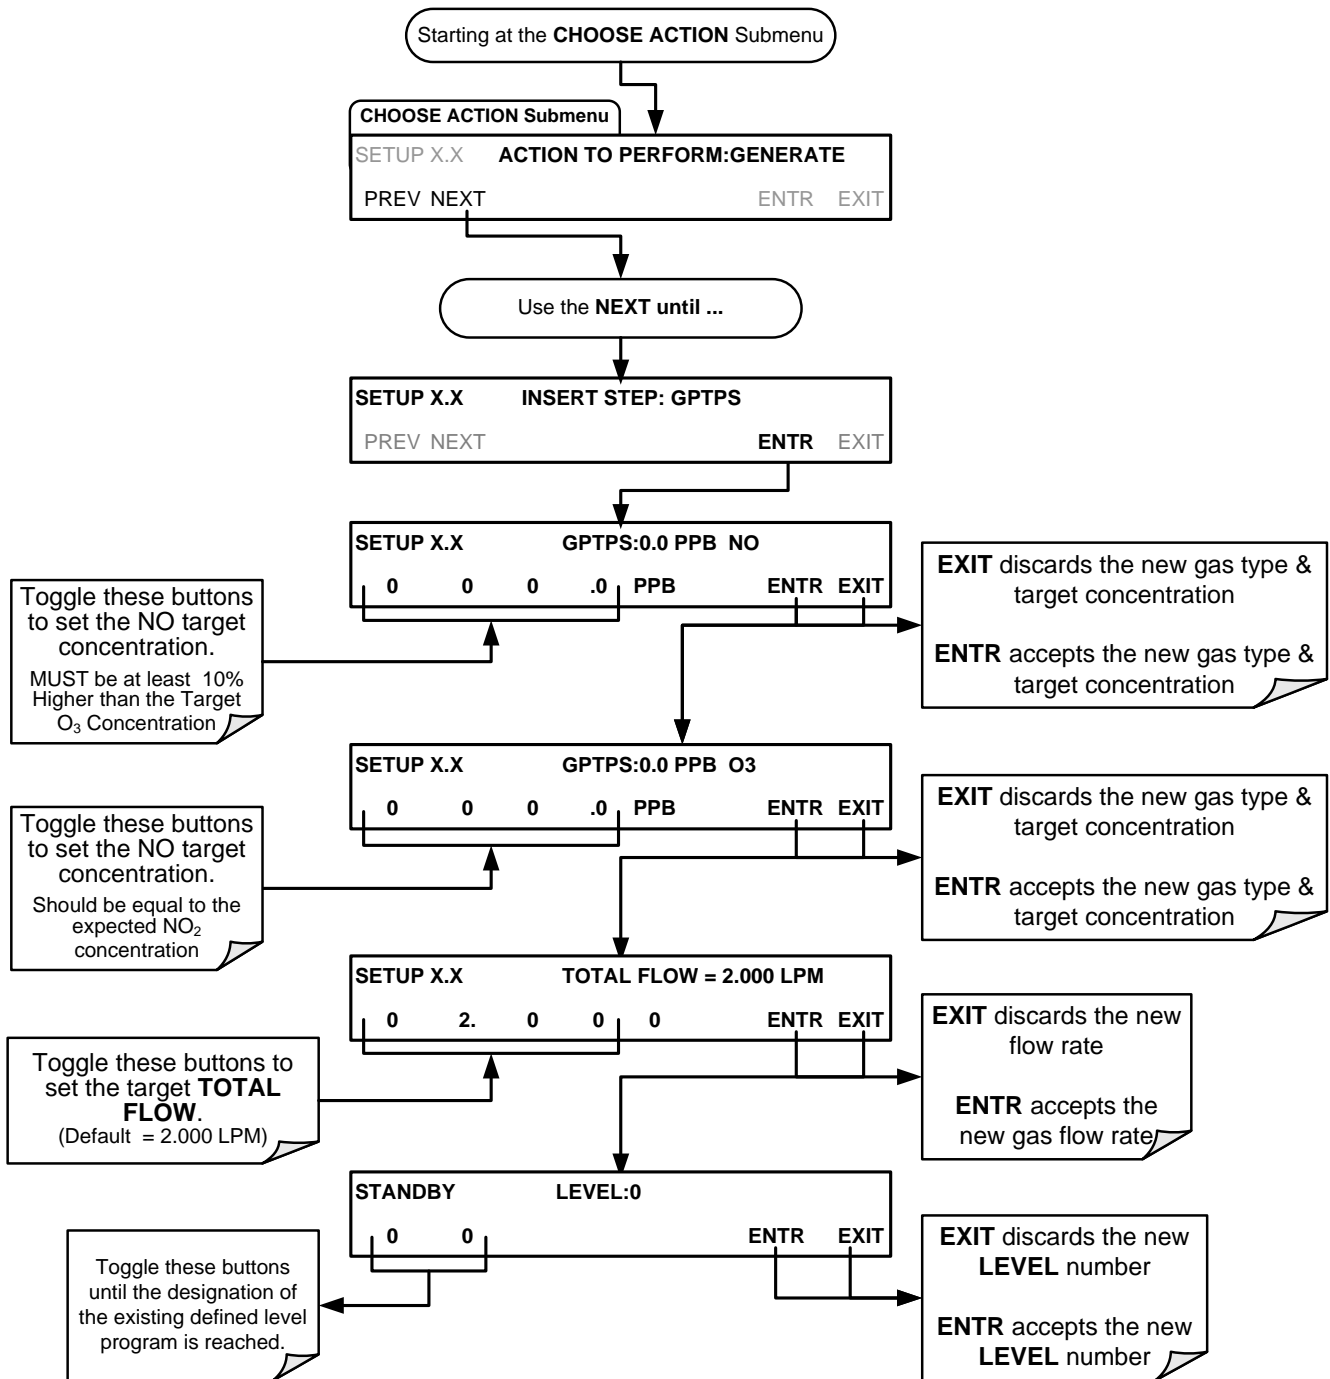 Starting at the CHOOSE ACTION Submenu
CHOOSE ACTION Submenu
SETUP X.X ACTION TO PERFORM:GENERATE
PREV NEXT ENTR EXIT
Use the NEXT until ...
SETUP X.X INSERT STEP: GPTPS
PREV NEXT ENTR EXIT
SETUP X.X GPTPS:0.0 PPB NO
0 0 0 .0 PPB ENTR EXIT
Toggle these buttons
to set the NO target
concentration.
MUST be at least 10%
Higher than the Target
O3 Concentration
EXIT discards the new gas type &
target concentration
ENTR accepts the new gas type &
target concentration
SETUP X.X GPTPS:0.0 PPB O3
0 0 0 .0 PPB ENTR EXIT
Toggle these buttons
to set the NO target
concentration.
Should be equal to the
expected NO2
concentration
EXIT discards the new gas type &
target concentration
ENTR accepts the new gas type &
target concentration
SETUP X.X TOTAL FLOW = 2.000 LPM
0 2. 0 0 0 ENTR EXIT
Toggle these buttons to
set the target TOTAL
FLOW.
(Default = 2.000 LPM)
EXIT discards the new
flow rate
ENTR accepts the
new gas flow rate
STANDBY LEVEL:0
0 0 ENTR EXIT
Toggle these buttons
until the designation of
the existing defined level
program is reached.
EXIT discards the new
LEVEL number
ENTR accepts the new
LEVEL number